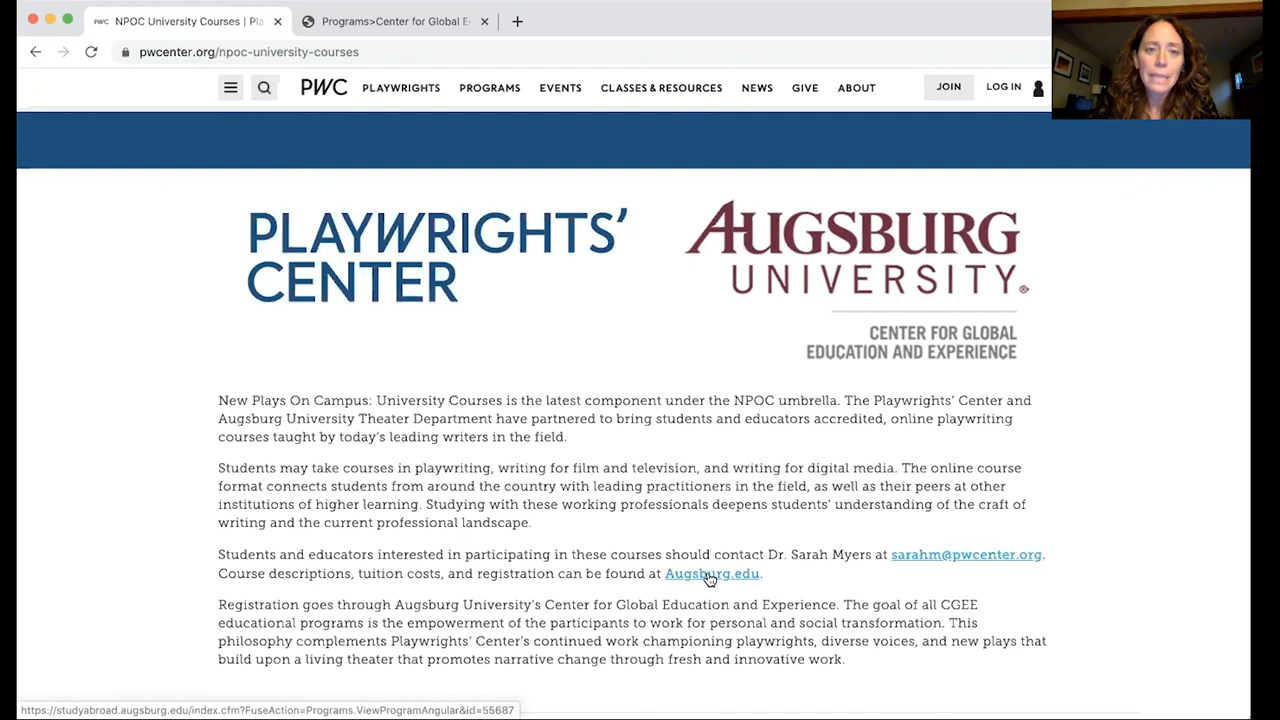 NPOC University Courses | Pla
Programs>Center for Global E
pwcenter.org/npoc-university-courses
PWC PLAYWRIGHTS PROGRAMS EVENTS CLASSES & RESOURCES NEWS GIVE ABOUT JOIN LOG IN
PLAYWRIGHTS'
CENTER
AUGSBURG
UNIVERSITY®
CENTER FOR GLOBAL
EDUCATION AND EXPERIENCE
New Plays On Campus: University Courses is the latest component under the NPOC umbrella. The Playwrights' Center and
Augsburg University Theater Department have partnered to bring students and educators accredited, online playwriting
courses taught by today's leading writers in the field.
Students may take courses in playwriting, writing for film and television, and writing for digital media. The online course
format connects students from around the country with leading practitioners in the field, as well as their peers at other
institutions of higher learning. Studying with these working professionals deepens students' understanding of the craft of
writing and the current professional landscape.
Students and educators interested in participating in these courses should contact Dr. Sarah Myers at sarahm@pwcenter.org.
Course descriptions, tuition costs, and registration can be found at Augsburg.edu.
Registration goes through Augsburg University's Center for Global Education and Experience. The goal of all CGEE
educational programs is the empowerment of the participants to work for personal and social transformation. This
philosophy complements Playwrights' Center's continued work championing playwrights, diverse voices, and new plays that
build upon a living theater that promotes narrative change through fresh and innovative work.
https://studyabroad.augsburg.edu/index.cfm?FuseAction=Programs.ViewProgramAngular&id=55687